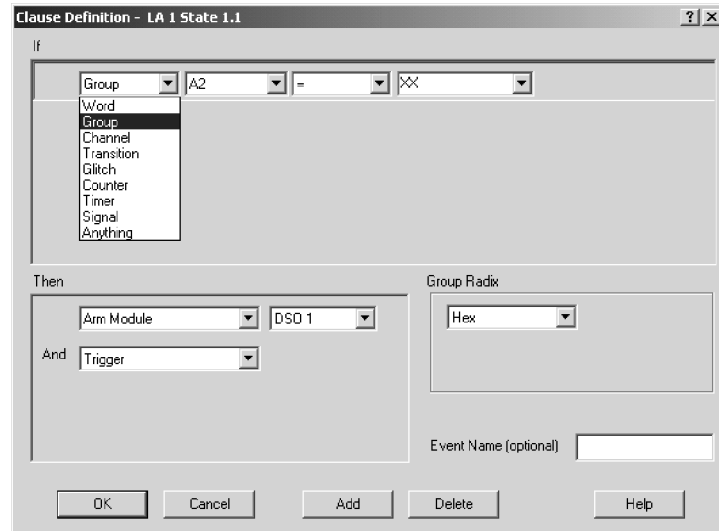 Clause Definition - LA 1 State 1.1
If
Group A2 = XX
Word
Group
Channel
Transition
Glitch
Counter
Timer
Signal
Anything
Then
Arm Module DSO 1
And Trigger
Group Radix
Hex
Event Name (optional)
OK Cancel Add Delete Help